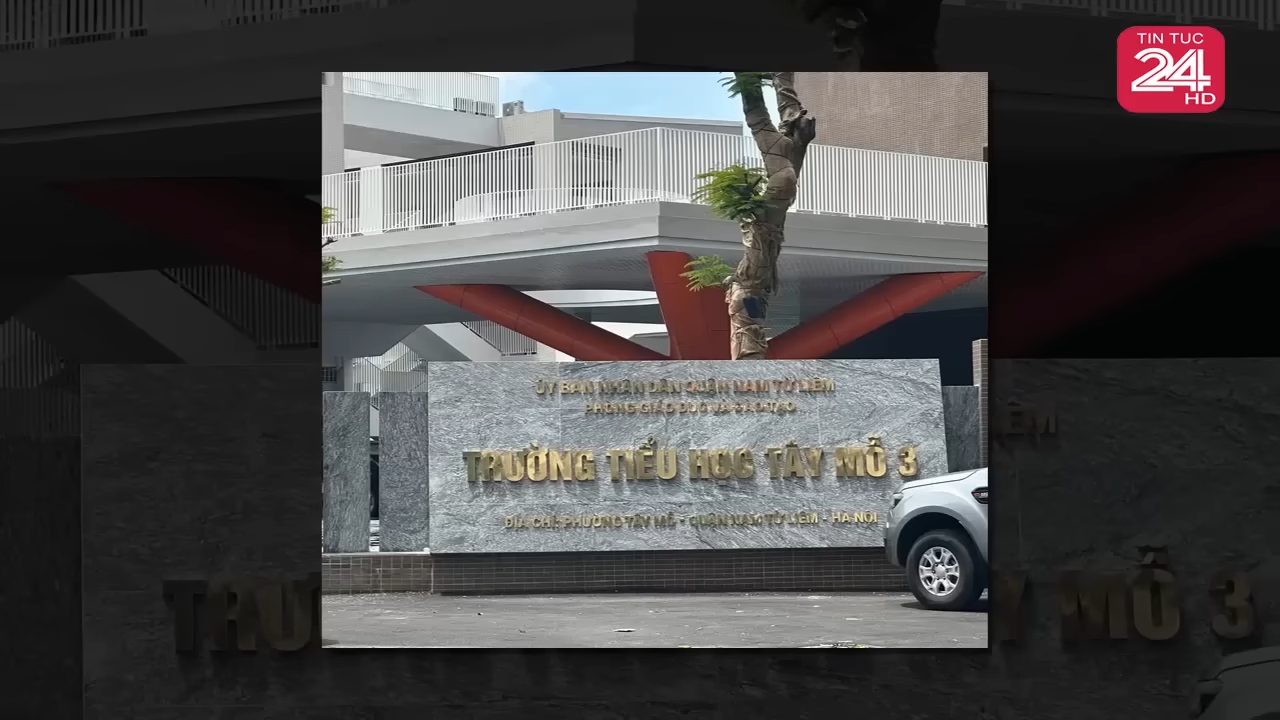 TIN TUC
24
HD
ỦY BAN NHÂN DÂN QUẬN NAM TỪ LIÊM
PHÒNG GIÁO DỤC VÀ ĐÀO TẠO
TRƯỜNG TIỂU HỌC TÂY MỖ 3
ĐỊA CHỈ: PHƯỜNG TÂY MỖ - QUẬN NAM TỪ LIÊM - HÀ NỘI